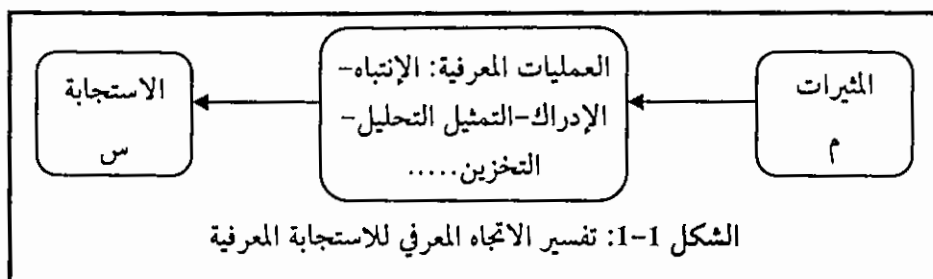 المثيرات
م
العمليات المعرفية: الإنتباه-
الإدراك-التمثيل التحليل-
التخزين.....
الاستجابة
س
الشكل 1-1: تفسير الاتجاه المعرفي للاستجابة المعرفية